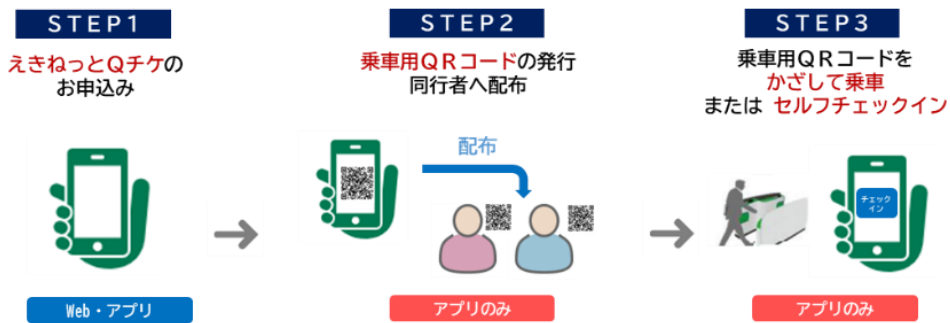 STEP1
えきねっとQチケの
お申込み
Web・アプリ
STEP2
乗車用QRコードの発行
同行者へ配布
配布
アプリのみ
STEP3
乗車用QRコードを
かざして乗車
または セルフチェックイン
チェック
イン
アプリのみ